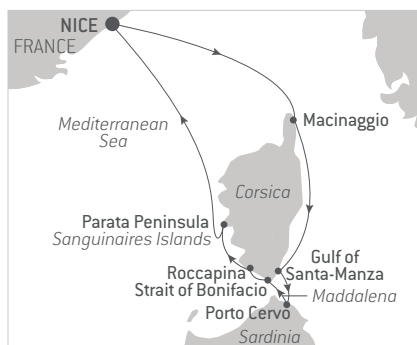 NICE
FRANCE
Mediterranean
Sea
Macinaggio
Corsica
Parata Peninsula
Sanguinaires Islands
Gulf of
Santa-Manza
Roccapina
Strait of Bonifacio
Maddalena
Porto Cervo
Sardinia